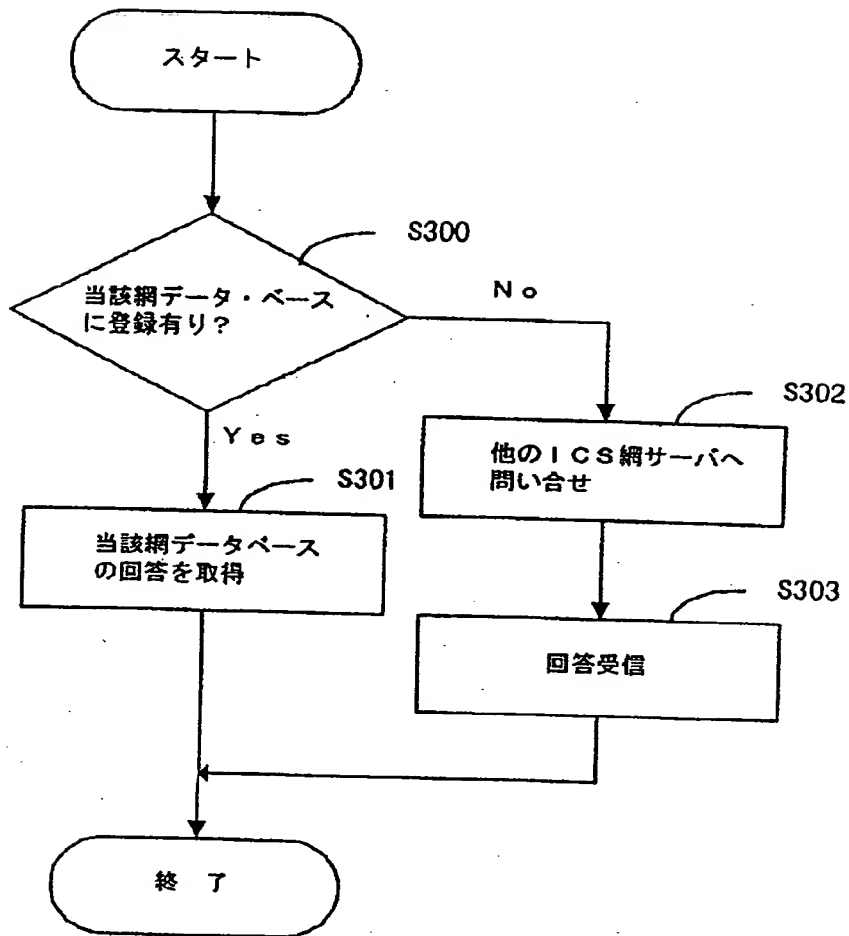 スタート
S300
当該網データ・ベース
に登録有り？
No
Yes
S301
当該網データベース
の回答を取得
S302
他のICS網サーバへ
問い合せ
S303
回答受信
終 了